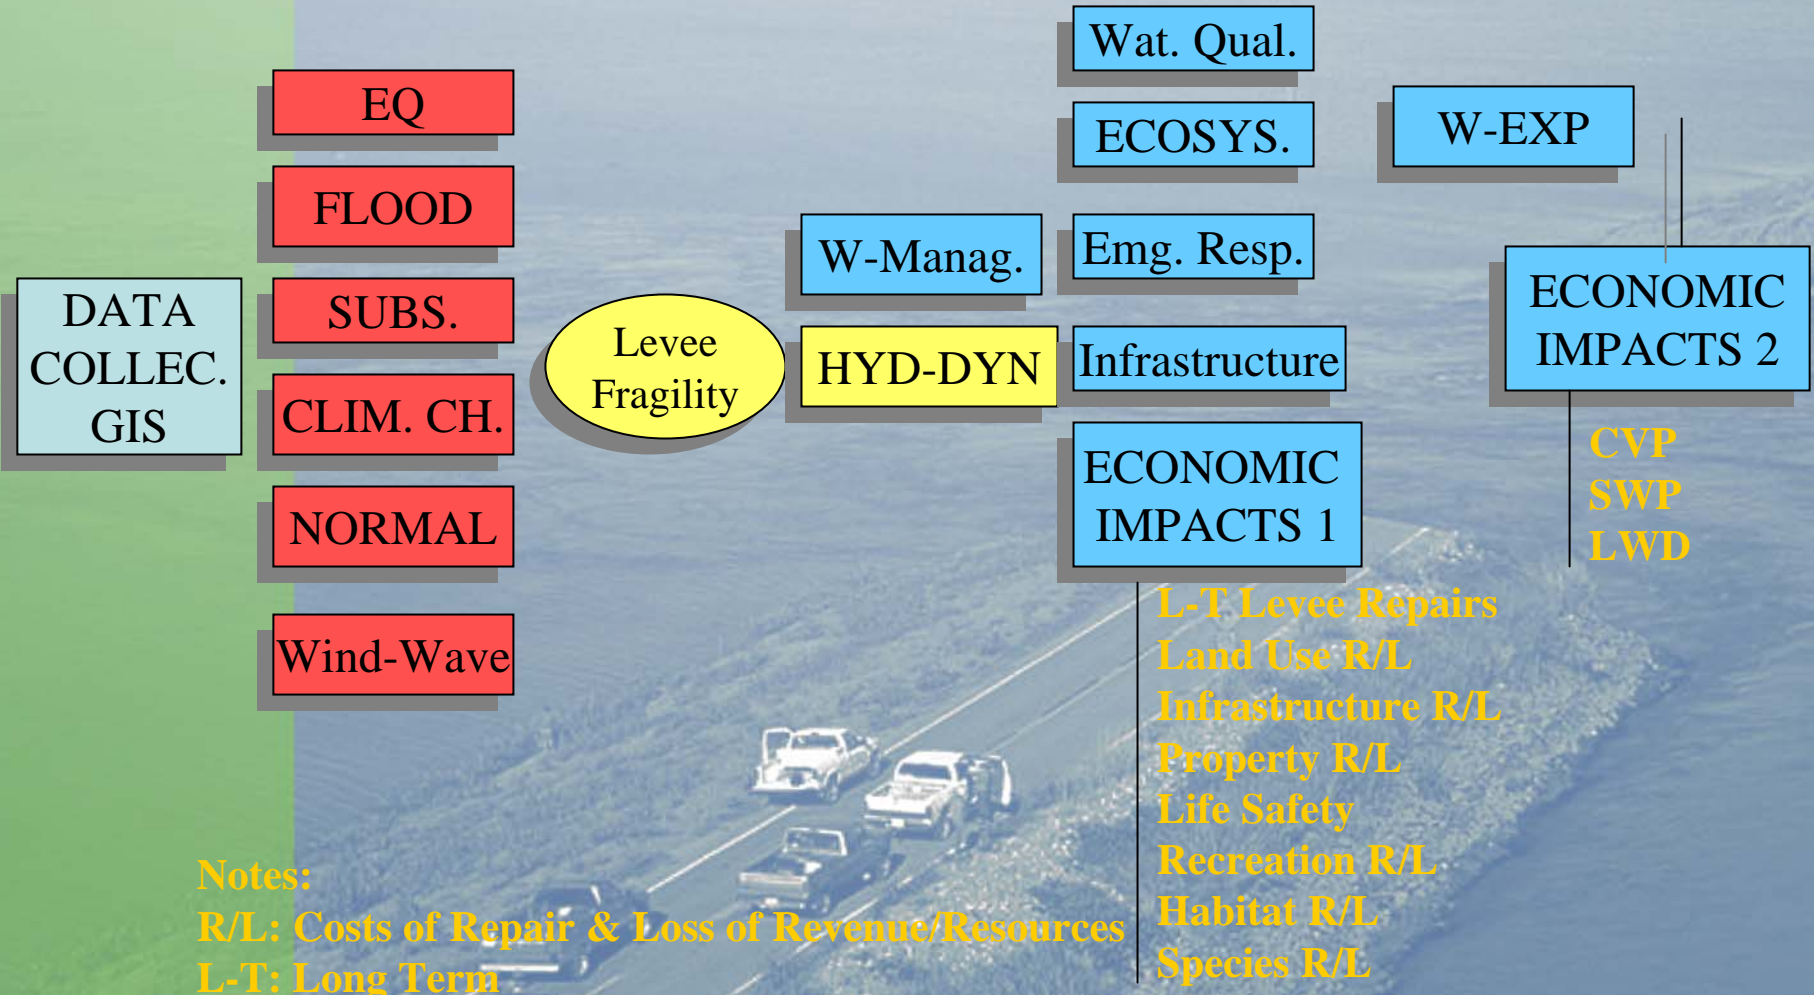 DATA
COLLEC.
GIS
EQ
FLOOD
SUBS.
CLIM. CH.
NORMAL
Wind-Wave
Levee
Fragility
W-Manag.
HYD-DYN
Wat. Qual.
ECOSYS.
Emg. Resp.
Infrastructure
ECONOMIC
IMPACTS 1
L-T Levee Repairs
Land Use R/L
Infrastructure R/L
Property R/L
Life Safety
Recreation R/L
Habitat R/L
Species R/L
W-EXP
ECONOMIC
IMPACTS 2
CVP
SWP
LWD
Notes:
R/L: Costs of Repair & Loss of Revenue/Resources
L-T: Long Term